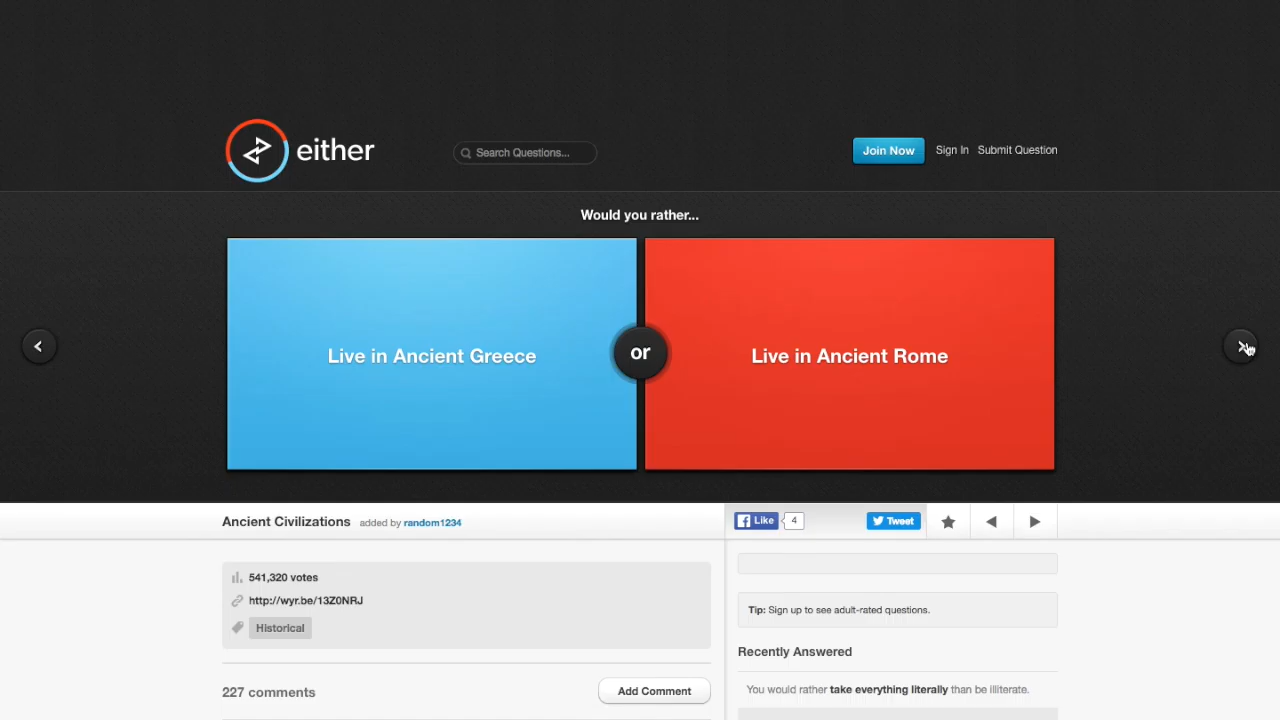 either
Search Questions...
Join Now
Sign In
Submit Question
Would you rather...
Live in Ancient Greece
or
Live in Ancient Rome
Ancient Civilizations added by random1234
Like
4
Tweet
541,320 votes
http://wyr.be/13Z0NRJ
Historical
Tip: Sign up to see adult-rated questions.
Recently Answered
You would rather take everything literally than be illiterate.
227 comments
Add Comment